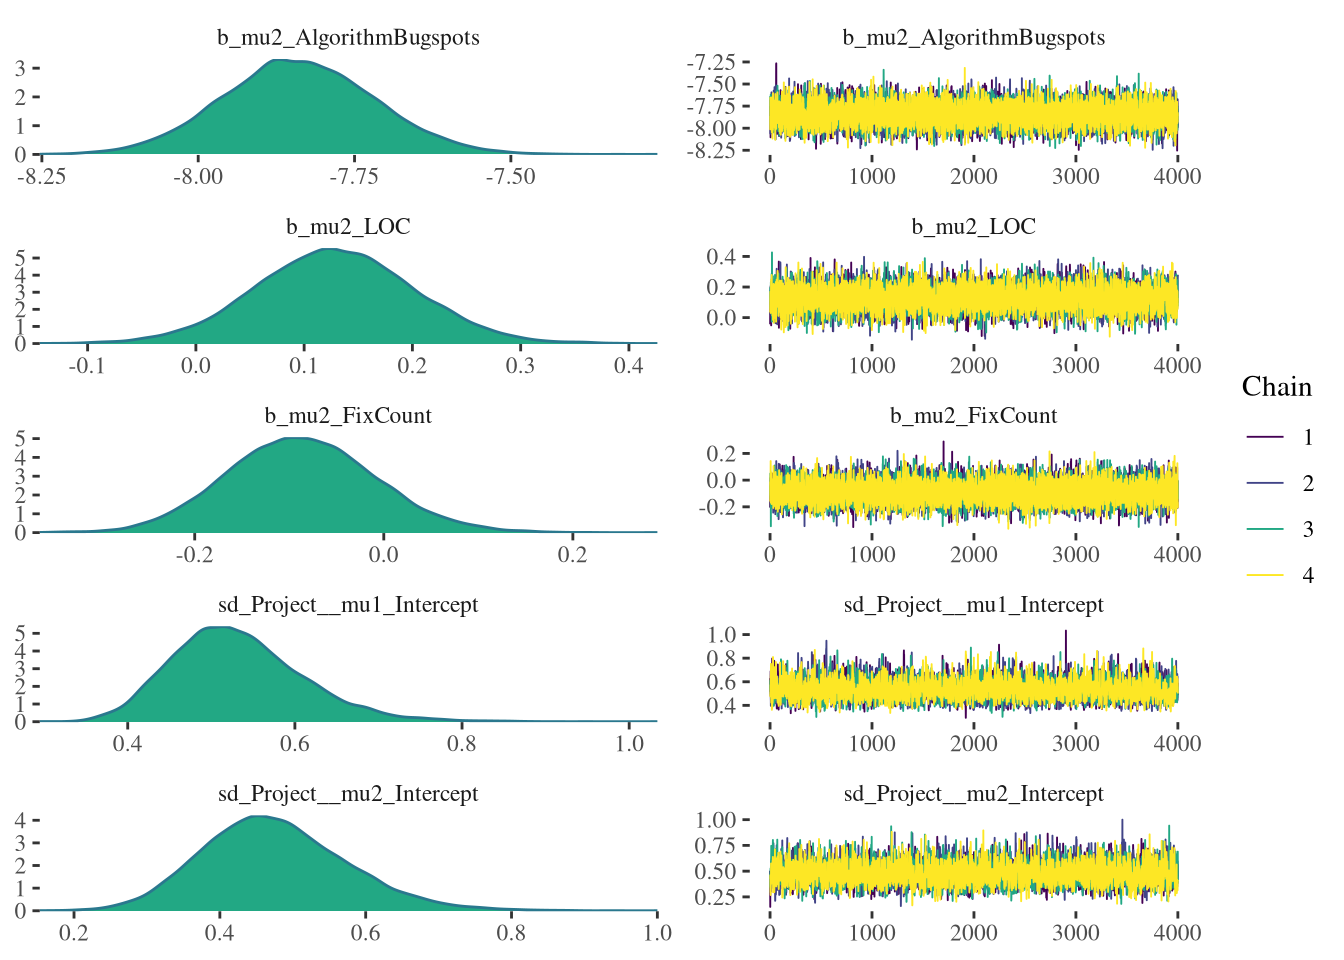 b_mu2_AlgorithmBugspots
3
2
1
0
-8.25 -8.00 -7.75 -7.50
b_mu2_AlgorithmBugspots
-7.25
-7.50
-7.75
-8.00
-8.25
0 1000 2000 3000 4000
b_mu2_LOC
5
4
3
2
1
0
-0.1 0.0 0.1 0.2 0.3 0.4
b_mu2_LOC
0.4
0.2
0.0
0 1000 2000 3000 4000
b_mu2_FixCount
5
4
3
2
1
0
-0.2 0.0 0.2
b_mu2_FixCount
0.2
0.0
-0.2
0 1000 2000 3000 4000
sd_Project__mu1_Intercept
5
4
3
2
1
0
0.4 0.6 0.8 1.0
sd_Project__mu1_Intercept
1.0
0.8
0.6
0.4
0 1000 2000 3000 4000
sd_Project__mu2_Intercept
4
3
2
1
0
0.2 0.4 0.6 0.8 1.0
sd_Project__mu2_Intercept
1.00
0.75
0.50
0.25
0 1000 2000 3000 4000
Chain
1
2
3
4